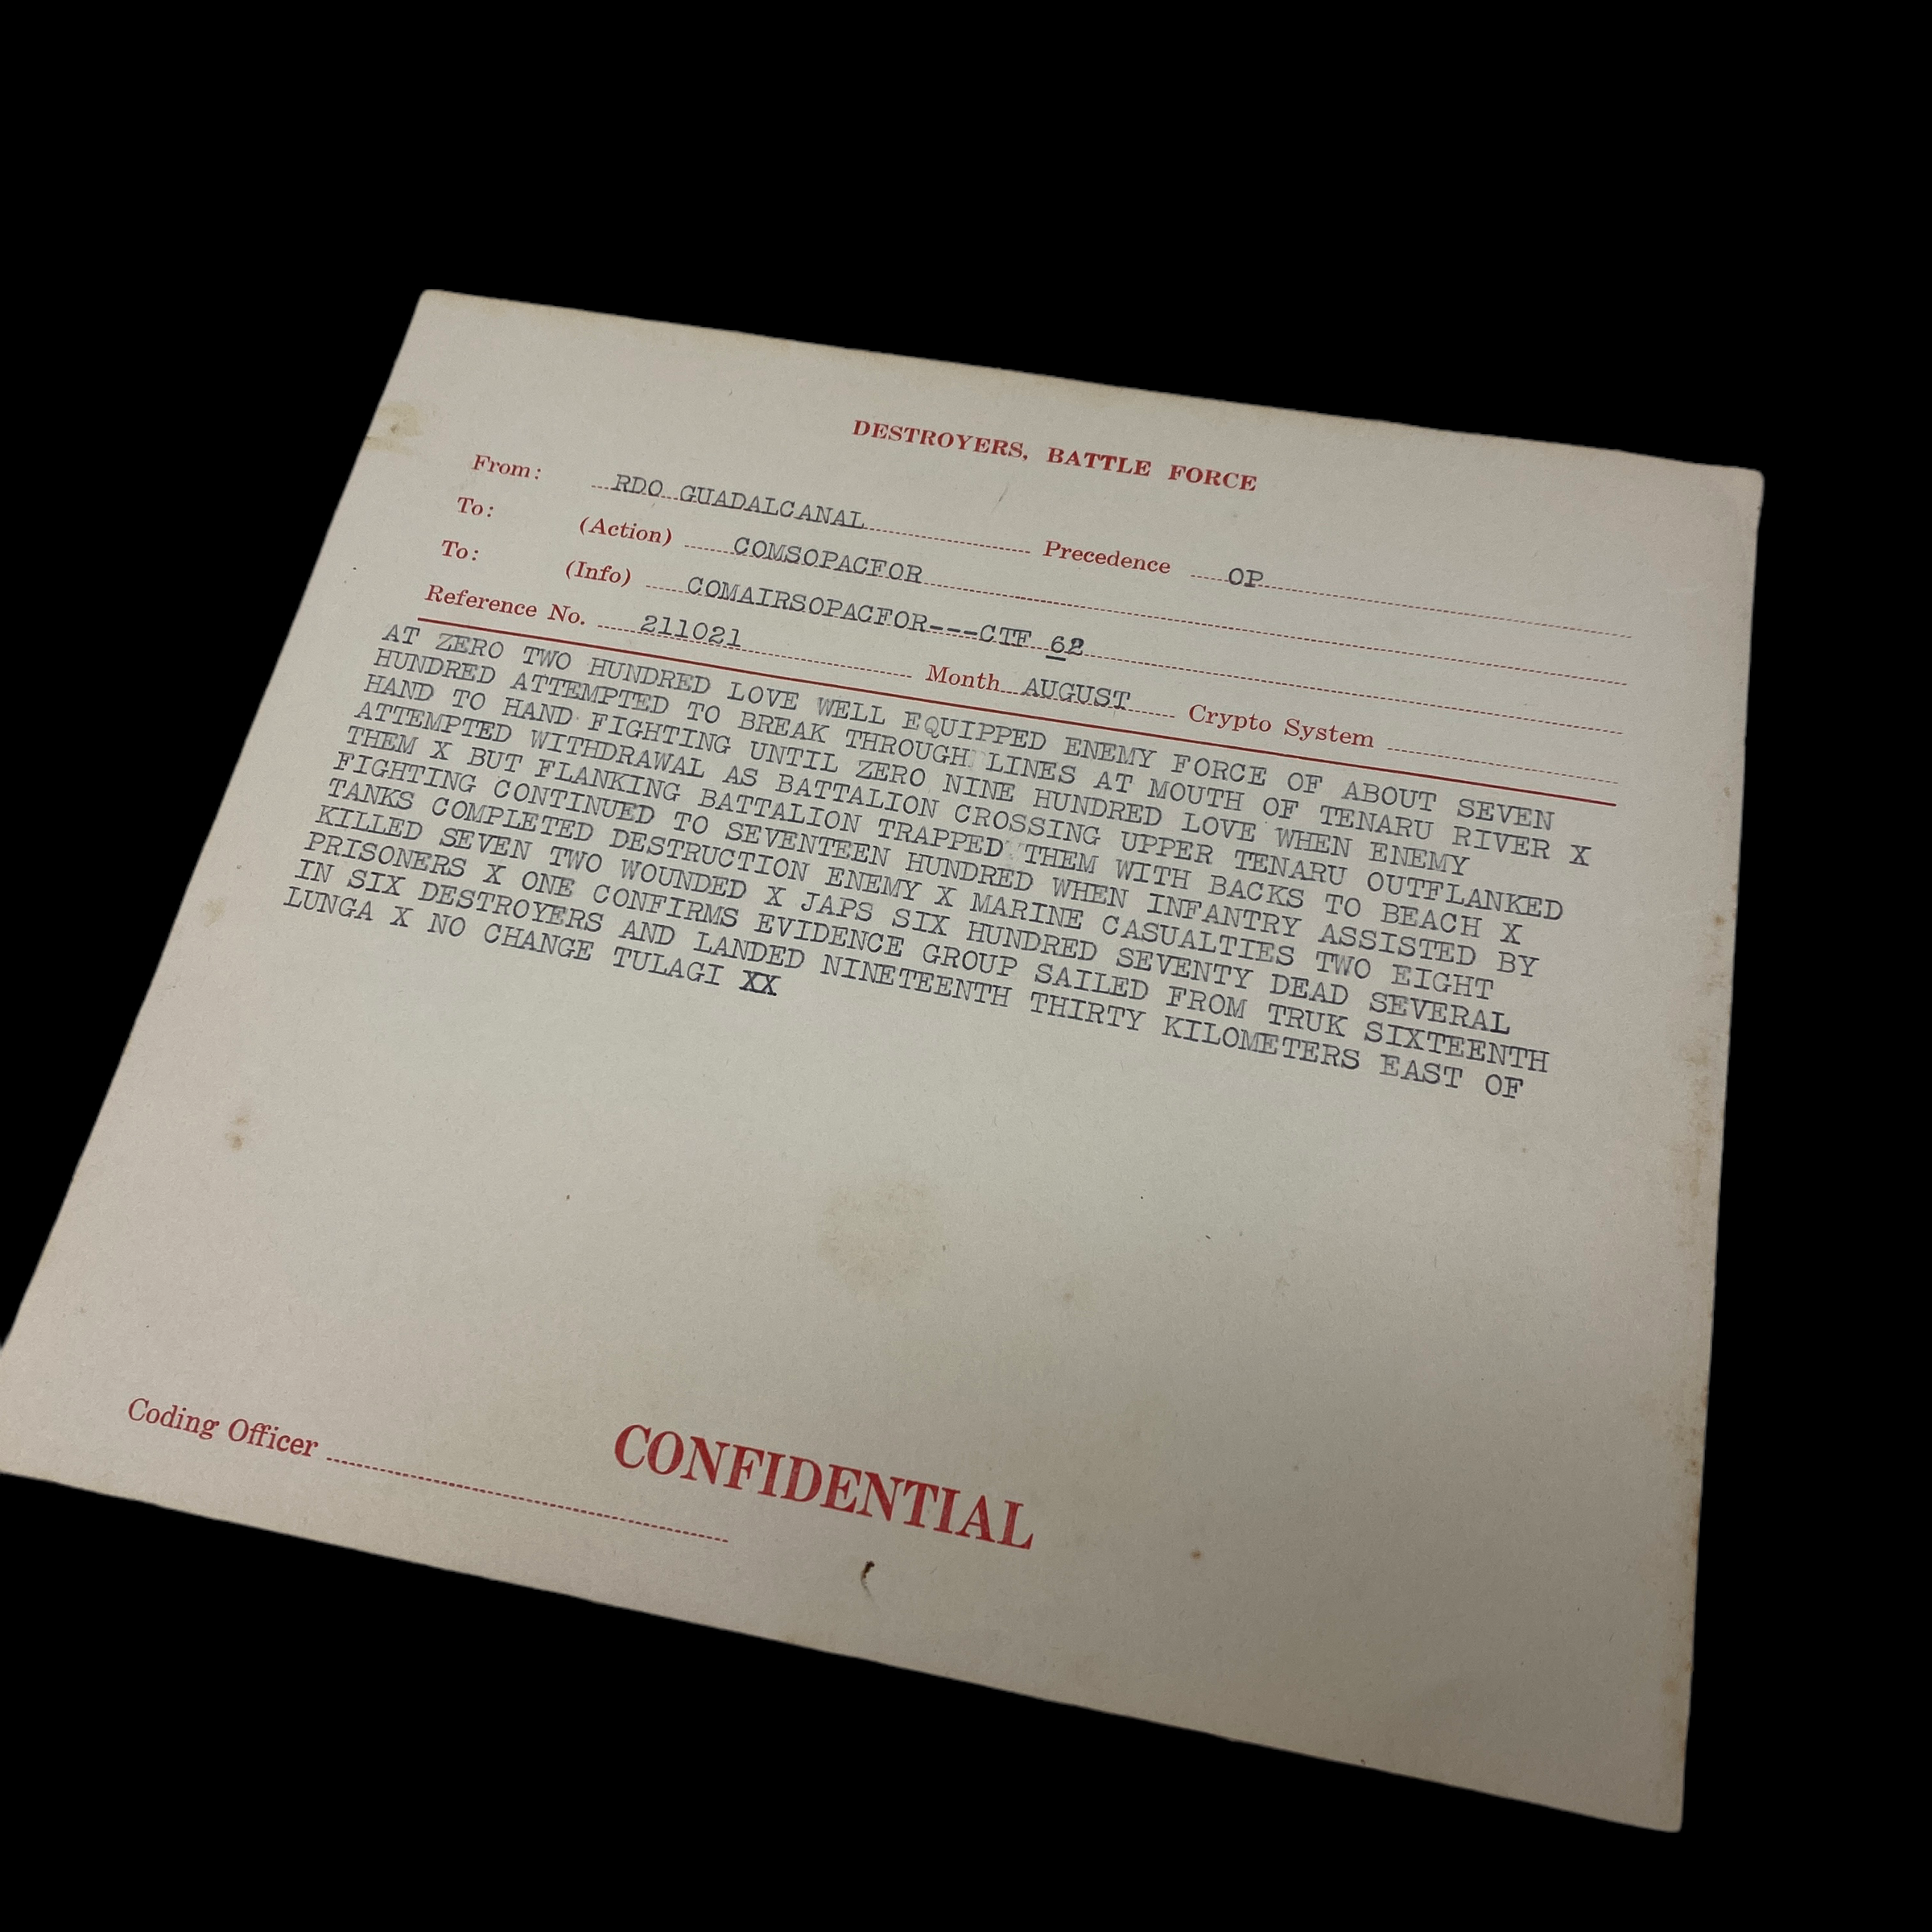 DESTROYERS, BATTLE FORCE
From: RDO GUADALCANAL Precedence OP
To: (Action) COMSOPACFOR
To: (Info) COMAIRSOPACFOR---CTF 62
Reference No. 211021 Month AUGUST Crypto System
AT ZERO TWO HUNDRED LOVE WELL EQUIPPED ENEMY FORCE OF ABOUT SEVEN
HUNDRED ATTEMPTED TO BREAK THROUGH LINES AT MOUTH OF TENARU RIVER X
HAND TO HAND FIGHTING UNTIL ZERO NINE HUNDRED LOVE WHEN ENEMY
ATTEMPTED WITHDRAWAL AS BATTALION CROSSING UPPER TENARU OUTFLANKED
THEM X BUT FLANKING BATTALION TRAPPED THEM WITH BACKS TO BEACH X
FIGHTING CONTINUED TO SEVENTEEN HUNDRED WHEN INFANTRY ASSISTED BY
TANKS COMPLETED DESTRUCTION ENEMY X MARINE CASUALTIES TWO EIGHT
KILLED SEVEN TWO WOUNDED X JAPS SIX HUNDRED SEVENTY DEAD SEVERAL
PRISONERS X ONE CONFIRMS EVIDENCE GROUP SAILED FROM TRUK SIXTEENTH
IN SIX DESTROYERS AND LANDED NINETEENTH THIRTY KILOMETERS EAST OF
LUNGA X NO CHANGE TULAGI XX
Coding Officer
CONFIDENTIAL